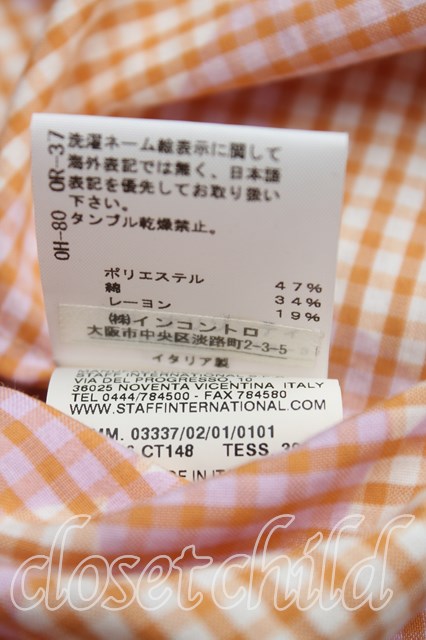 洗濯ネーム絵表示に関して
海外表記では無く、日本語
表記を優先してお取り扱い
下さい。
タンブル乾燥禁止。
OH-80 OR-37
ポリエステル 47%
綿 34%
レーヨン 19%
㈱インコントロ
大阪市中央区淡路町2-3-5
イタリア製
STAFF INTERNATIONAL
VIA DEL PROGRESSO, 10
36025 NOVENTA VICENTINA ITALY
TEL 0444/784500 - FAX 784580
WWW.STAFFINTERNATIONAL.COM
MM. 03337/02/01/0101
CT148 TESS
DE IN IT
closetchild